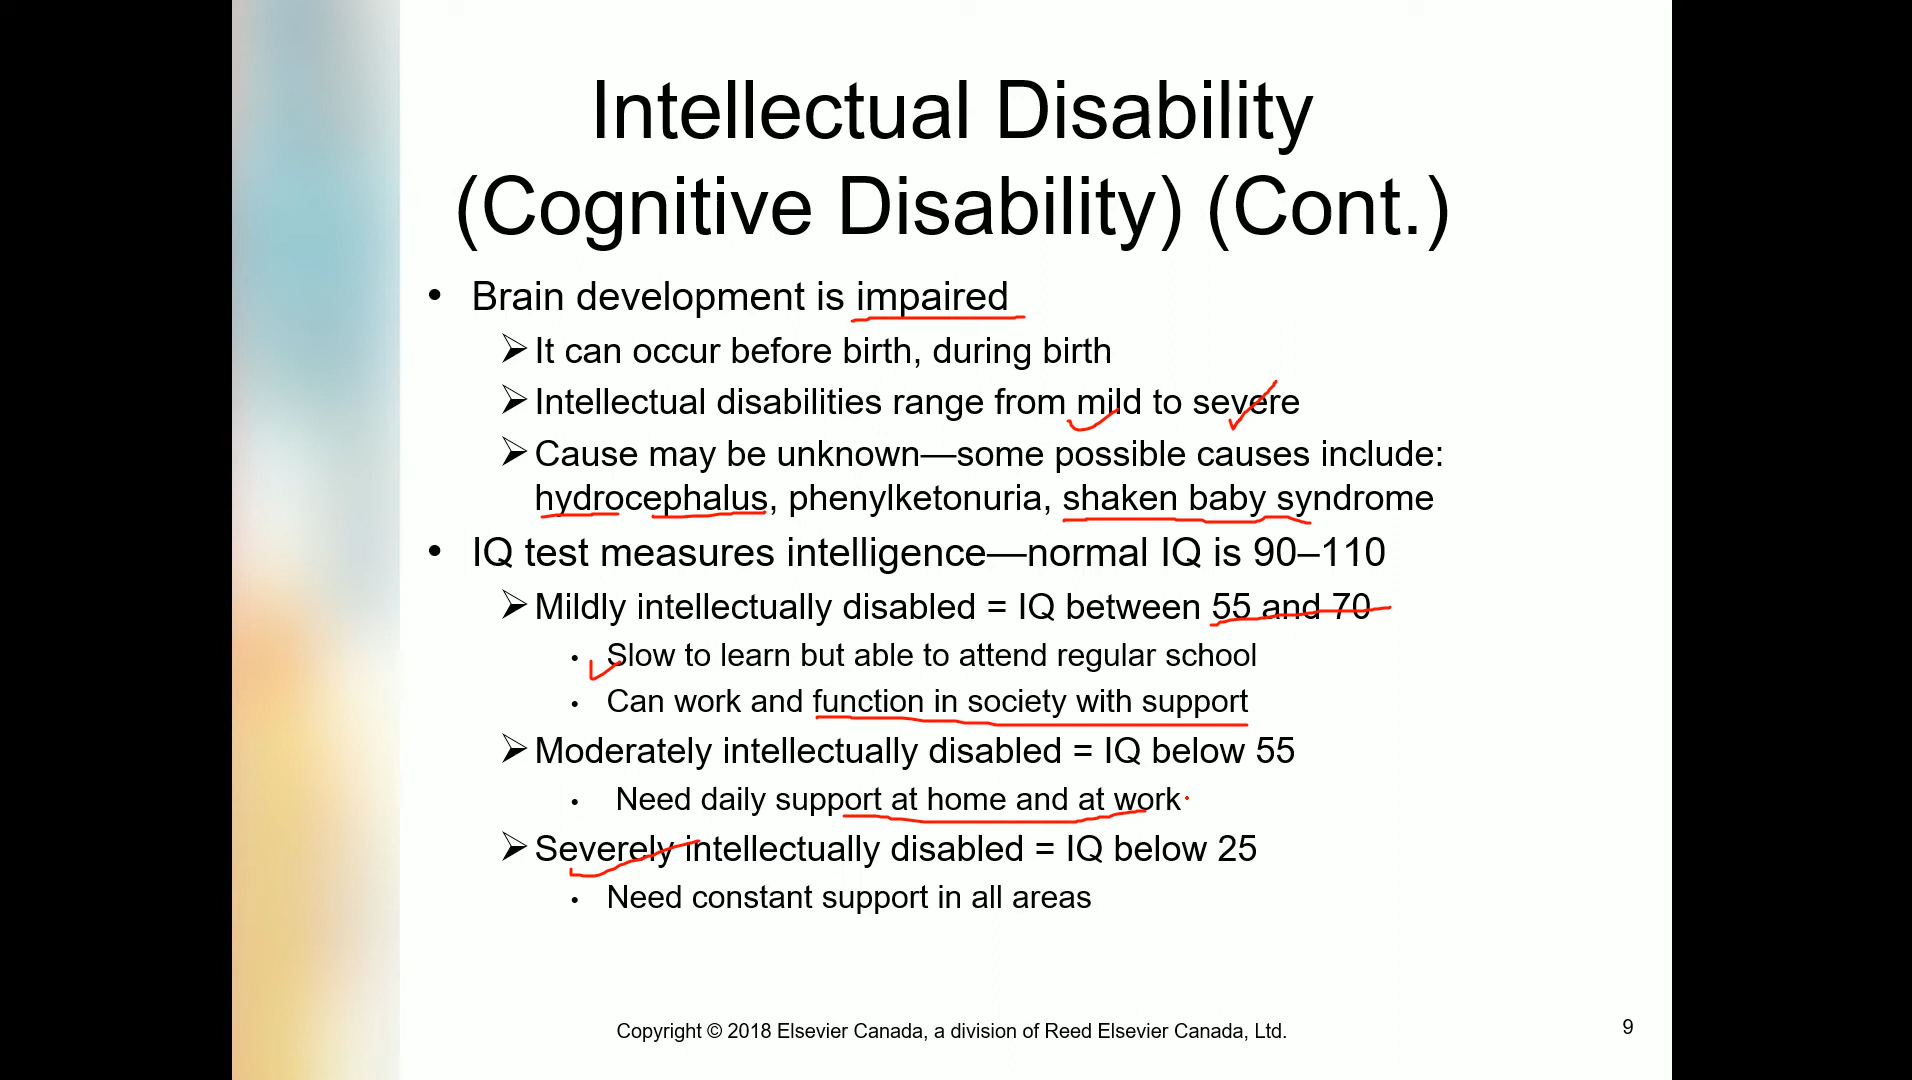 Intellectual Disability
(Cognitive Disability) (Cont.)
• Brain development is impaired
➢ It can occur before birth, during birth
➢ Intellectual disabilities range from mild to severe
➢ Cause may be unknown—some possible causes include:
hydrocephalus, phenylketonuria, shaken baby syndrome
• IQ test measures intelligence—normal IQ is 90–110
➢ Mildly intellectually disabled = IQ between 55 and 70
• Slow to learn but able to attend regular school
• Can work and function in society with support
➢ Moderately intellectually disabled = IQ below 55
• Need daily support at home and at work
➢ Severely intellectually disabled = IQ below 25
• Need constant support in all areas
Copyright © 2018 Elsevier Canada, a division of Reed Elsevier Canada, Ltd.
9